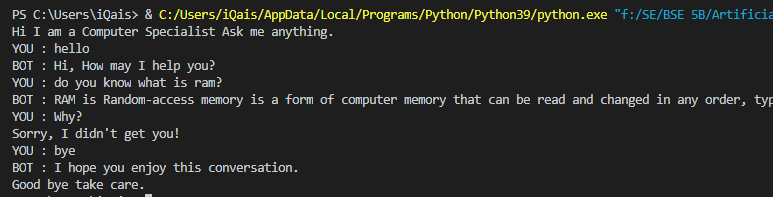 PS C:\Users\iQais> & C:/Users/iQais/AppData/Local/Programs/Python/Python39/python.exe "f:/SE/BSE 5B/Artificia
Hi I am a Computer Specialist Ask me anything.
YOU : hello
BOT : Hi, How may I help you?
YOU : do you know what is ram?
BOT : RAM is Random-access memory is a form of computer memory that can be read and changed in any order, typ
YOU : Why?
Sorry, I didn't get you!
YOU : bye
BOT : I hope you enjoy this conversation.
Good bye take care.